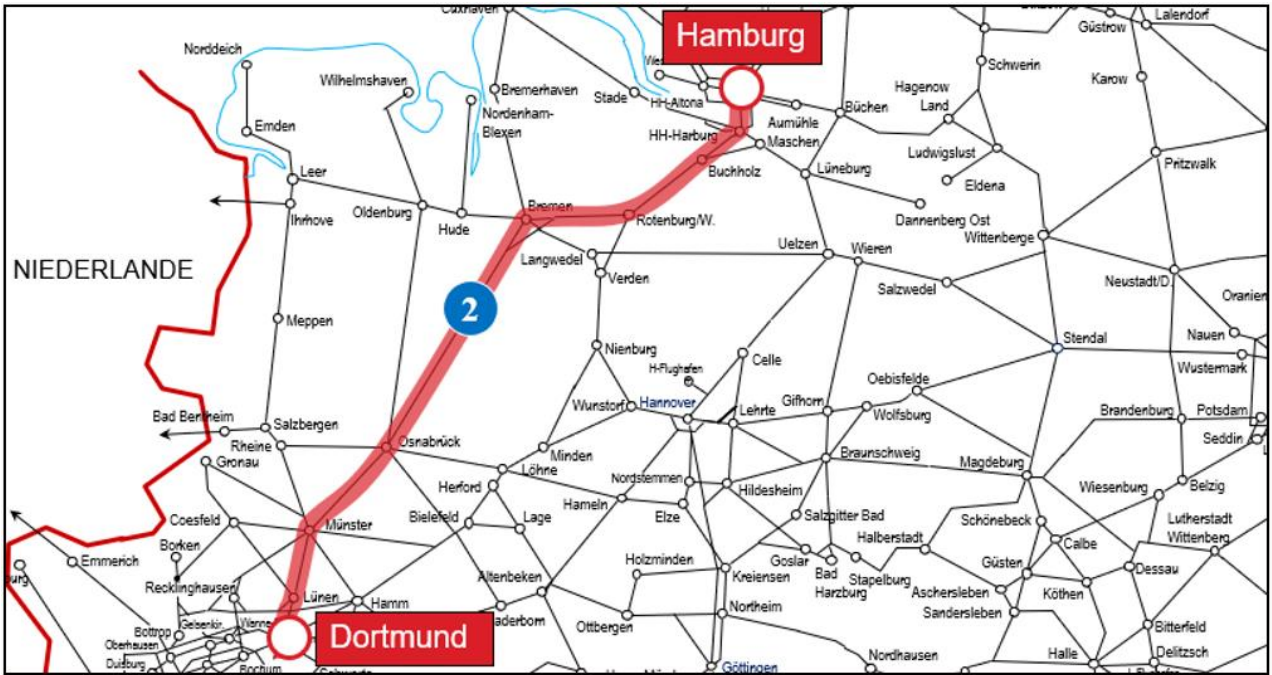 Cuxhaven
Hamburg
Güstrow
Lalendorf
Norddeich
Schwerin
Karow
Wilhelmshaven
Bremerhaven
Stade
HH-Altona
Hagenow
Land
Büchen
Nordenham-
Blexen
Aumühle
Emden
HH-Harburg
Maschen
Ludwigslust
Pritzwalk
Leer
Buchholz
Lüneburg
Eldena
Ihrhove
Oldenburg
Hude
Bremen
Rotenburg/W.
Dannenberg Ost
Wittenberge
NIEDERLANDE
Langwedel
Uelzen
Wieren
Verden
Salzwedel
Neustadt/D.
Oranien
2
Meppen
Nienburg
Celle
Stendal
Nauen
Wustermark
H-Flughafen
Oebisfelde
Bad Bentheim
Salzbergen
Wunstorf
Hannover
Lehrte
Gifhorn
Wolfsburg
Brandenburg
Potsdam
Rheine
Osnabrück
Seddin
Gronau
Minden
Löhne
Braunschweig
Magdeburg
Herford
Nordstemmen
Hildesheim
Wiesenburg
Belzig
Coesfeld
Münster
Bielefeld
Lage
Hameln
Elze
Salzgitter Bad
Schönebeck
Lutherstadt
Wittenberg
Borken
Halberstadt
Calbe
Emmerich
Holzminden
Goslar
Bad
Harzburg
Stapelburg
Güsten
Dessau
burg
Recklinghausen
Altenbeken
Kreiensen
Aschersleben
Köthen
Lünen
Hamm
Northeim
Sandersleben
Gelsenkir.
Wanne
aderborn
Ottbergen
Bitterfeld
Bottrop
Dortmund
Oberhausen
Duisburg
Bochum
Göttingen
Nordhausen
Halle
Delitzsch